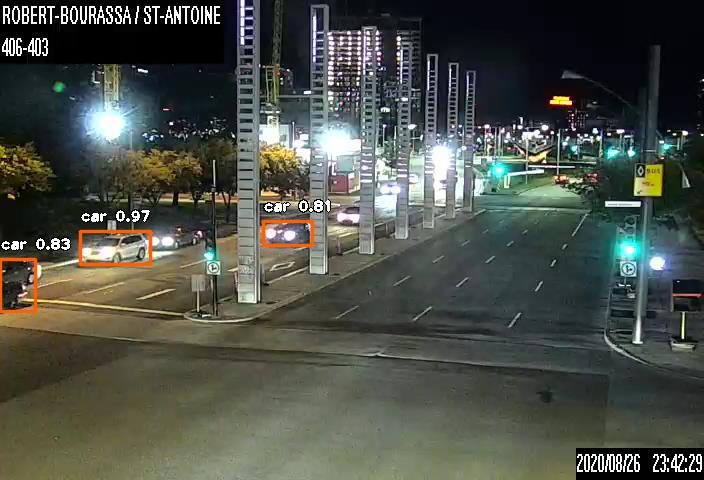 ROBERT-BOURASSA / ST-ANTOINE
406-403
car 0.81
car 0.97
car 0.83
BUS
2020/08/26 23:42:29